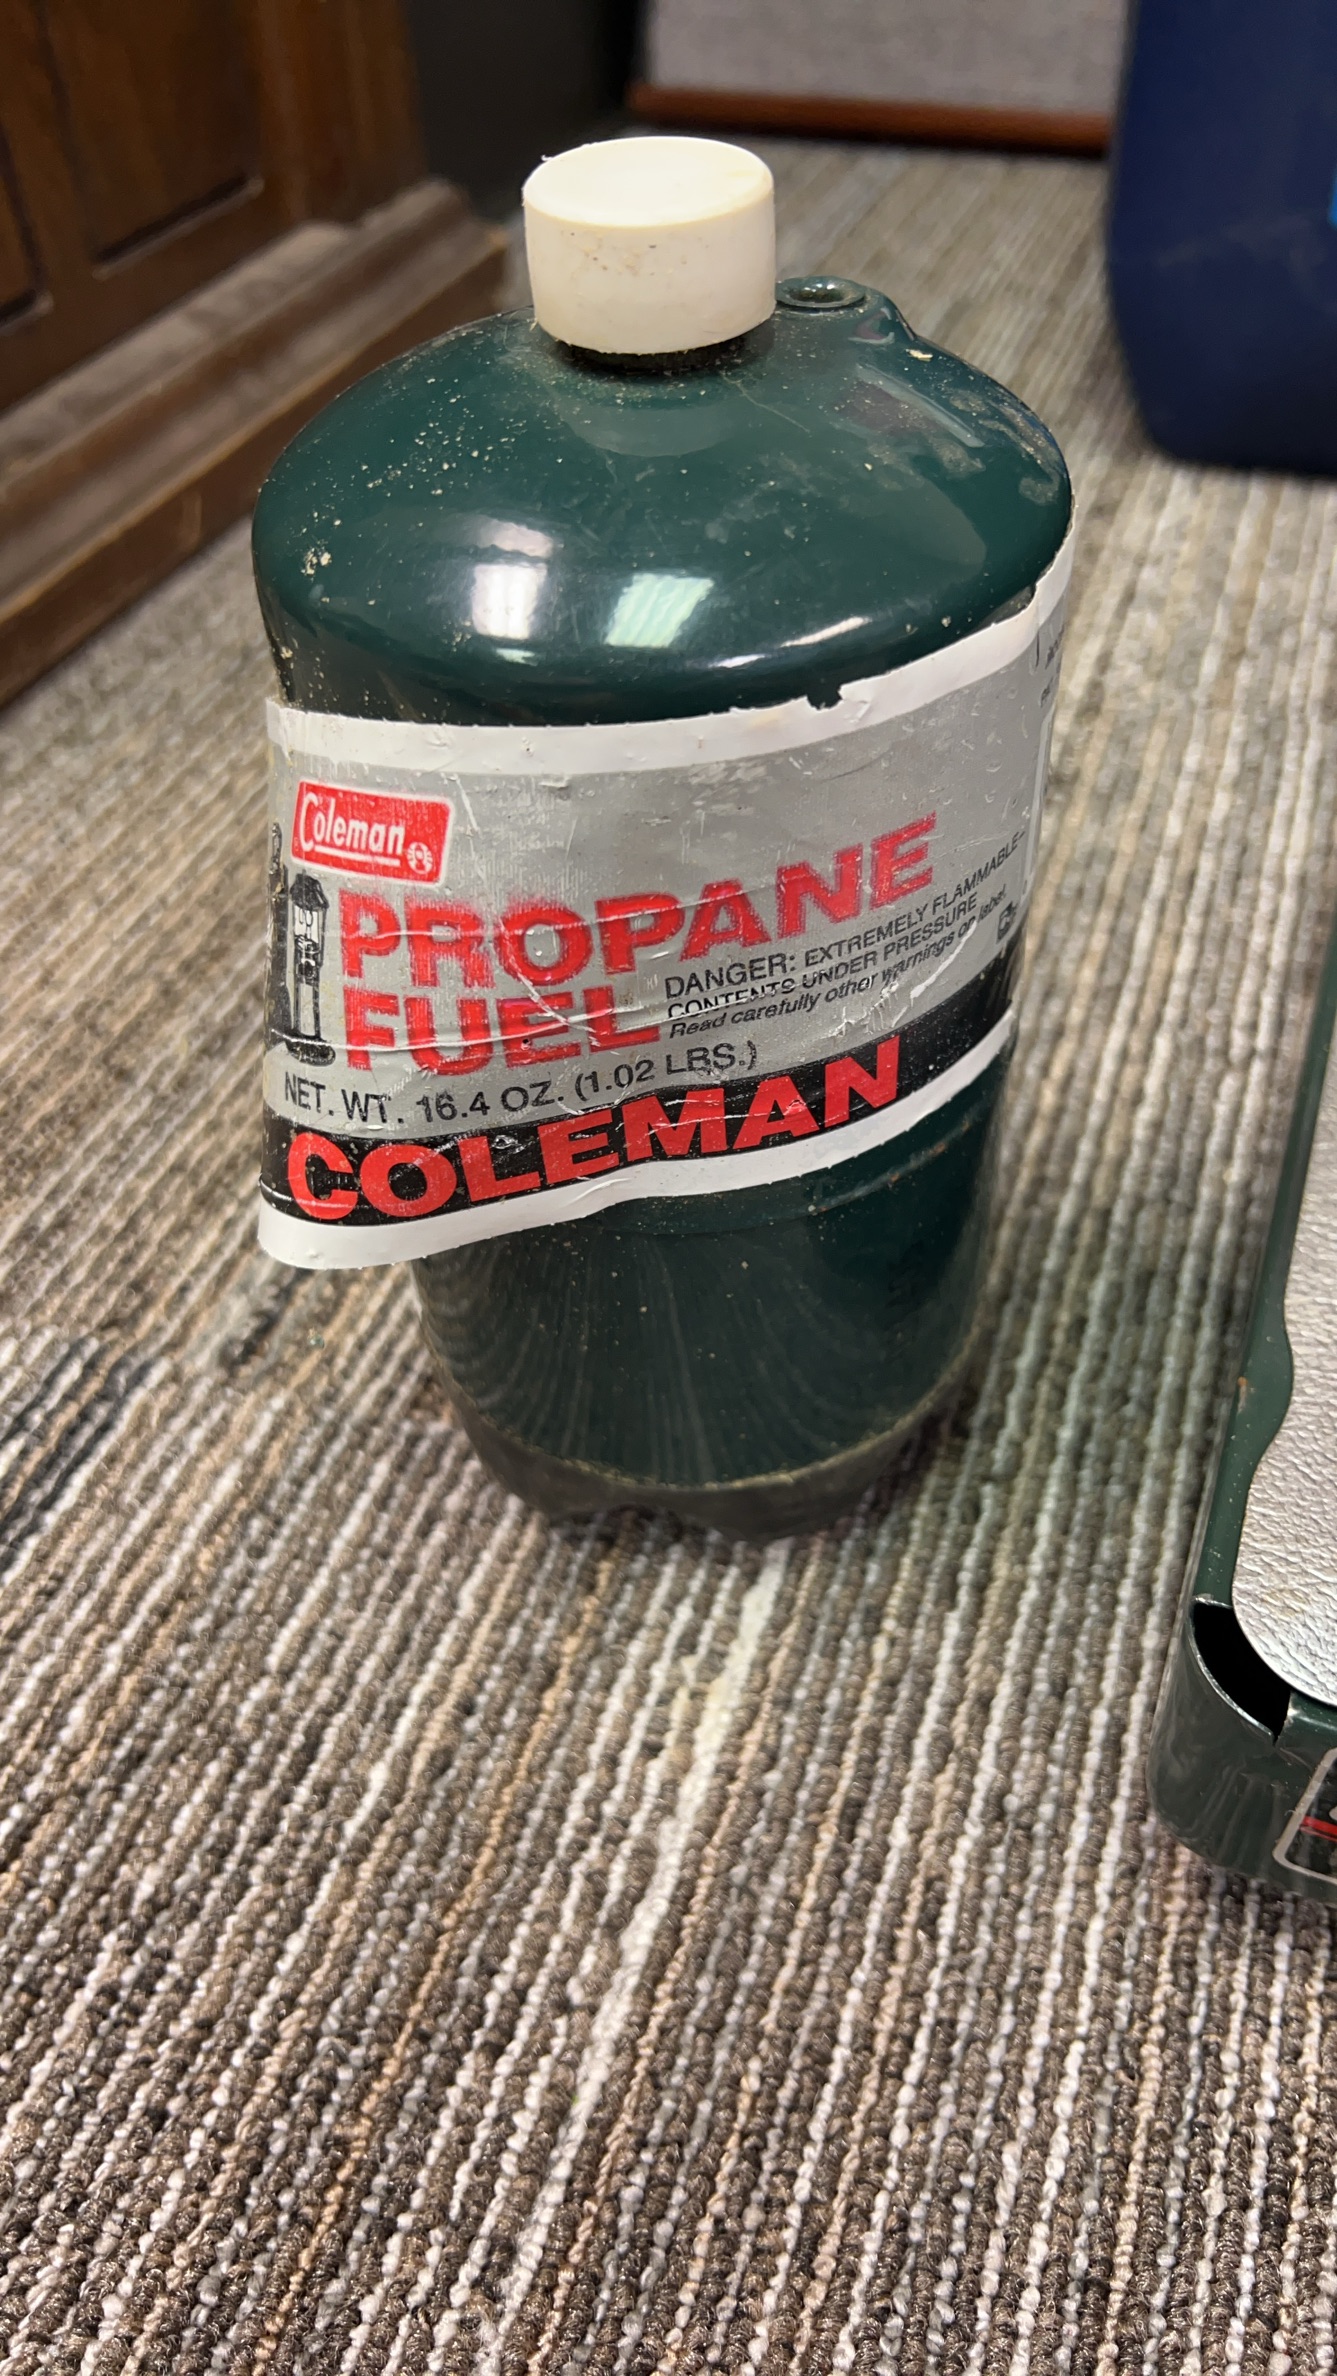 Coleman
PROPANE
FUEL
DANGER: EXTREMELY FLAMMABLE-
CONTENTS UNDER PRESSURE
Read carefully other warnings on label.
NET. WT. 16.4 OZ. (1.02 LBS.)
COLEMAN